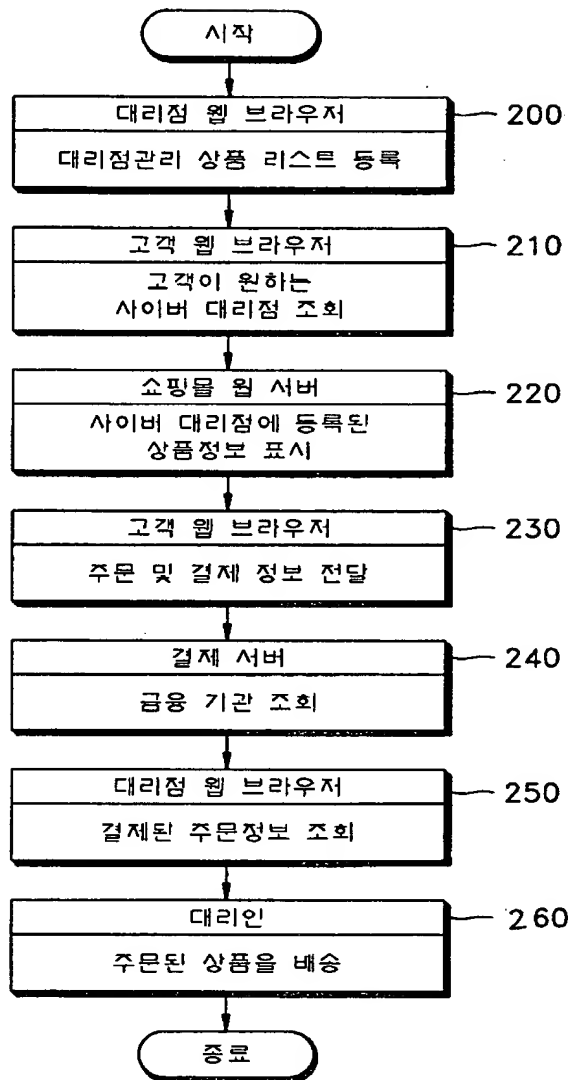 시작
대리점 웹 브라우저
200
대리점관리 상품 리스트 등록
고객 웹 브라우저
210
고객이 원하는
사이버 대리점 조회
쇼핑몰 웹 서버
220
사이버 대리점에 등록된
상품정보 표시
고객 웹 브라우저
230
주문 및 결제 정보 전달
결제 서버
240
금융 기관 조회
대리점 웹 브라우저
250
결제된 주문정보 조회
대리인
260
주문된 상품을 배송
종료